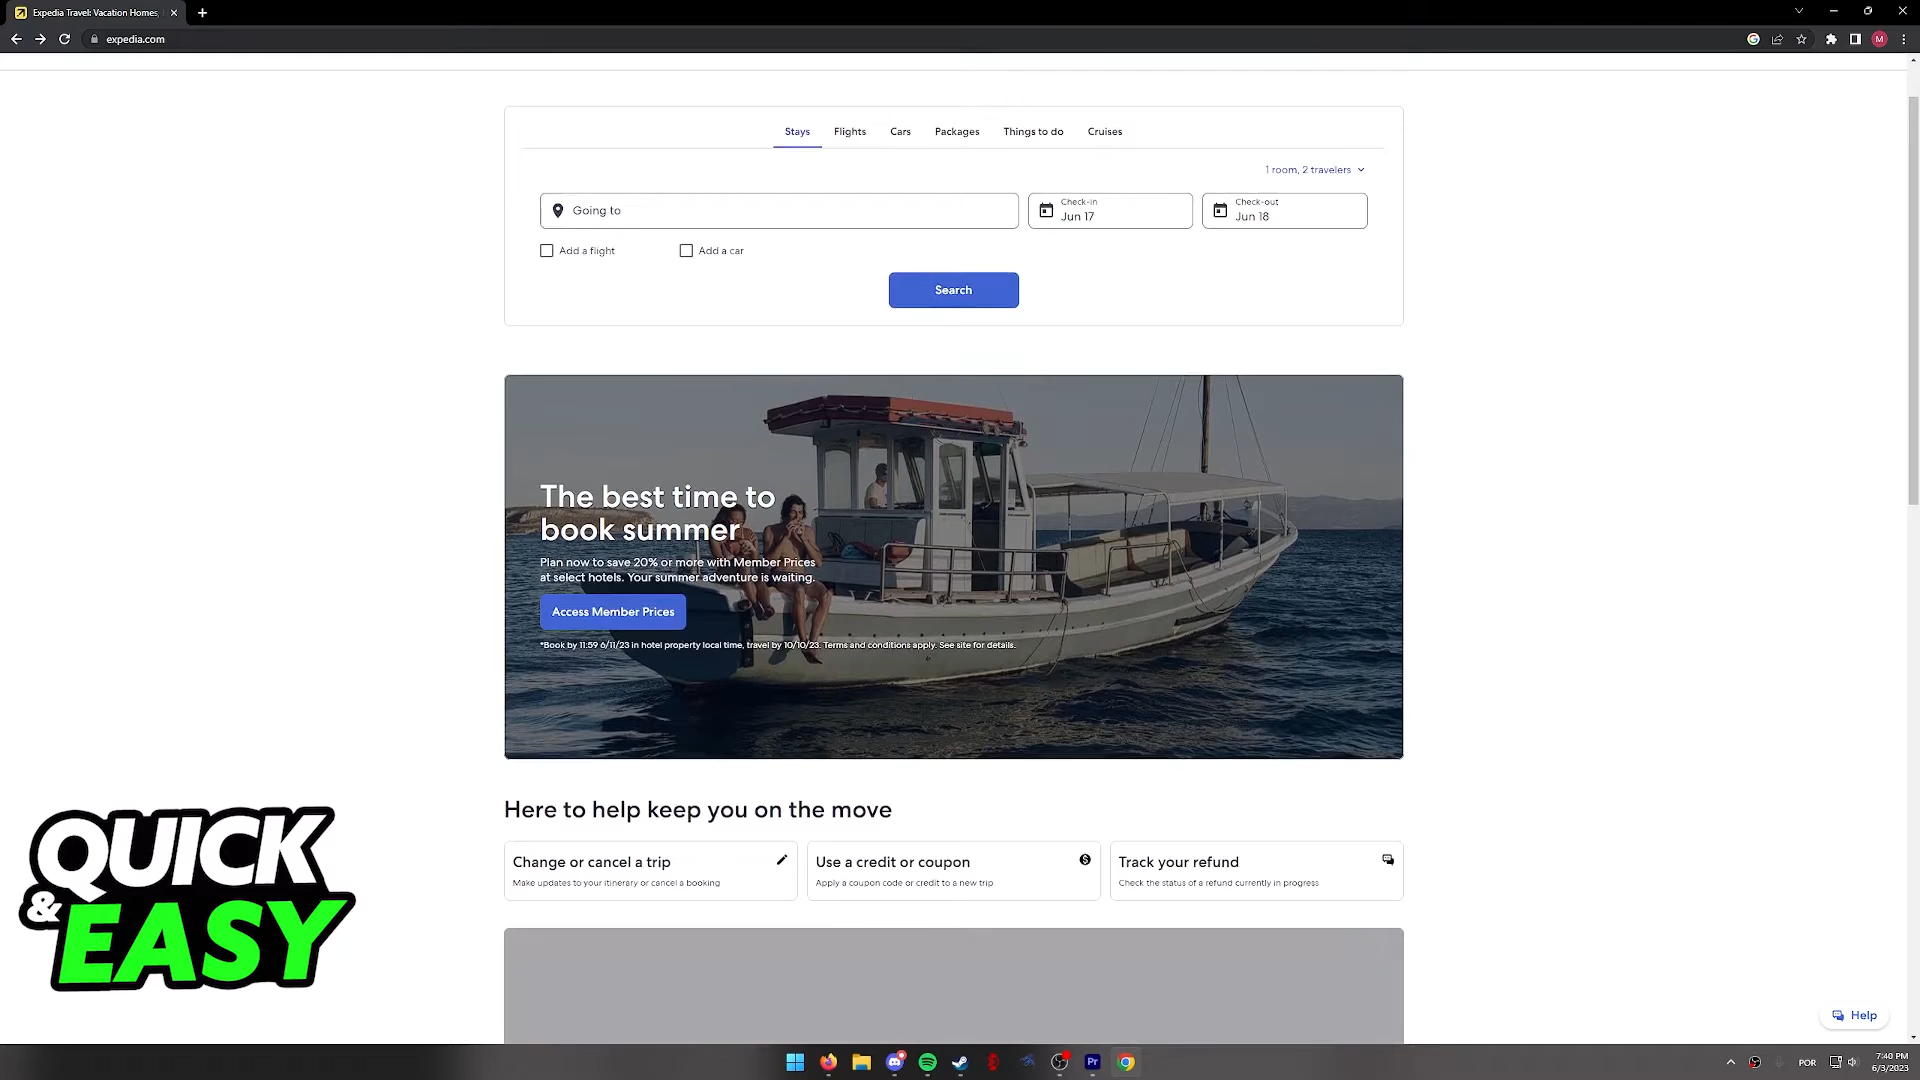 Expedia Travel: Vacation Homes,
expedia.com
M
Stays
Flights
Cars
Packages
Things to do
Cruises
1 room, 2 travelers
Going to
Check-in
Jun 17
Check-out
Jun 18
Add a flight
Add a car
Search
The best time to
book summer
Plan now to save 20% or more with Member Prices
at select hotels. Your summer adventure is waiting.
Access Member Prices
*Book by 11:59 6/11/23 in hotel property local time, travel by 10/10/23. Terms and conditions apply. See site for details.
Here to help keep you on the move
Change or cancel a trip
Make updates to your itinerary or cancel a booking
Use a credit or coupon
Apply a coupon code or credit to a new trip
Track your refund
Check the status of a refund currently in progress
QUICK
& EASY
Help
Pr
POR
7:40 PM
6/3/2023